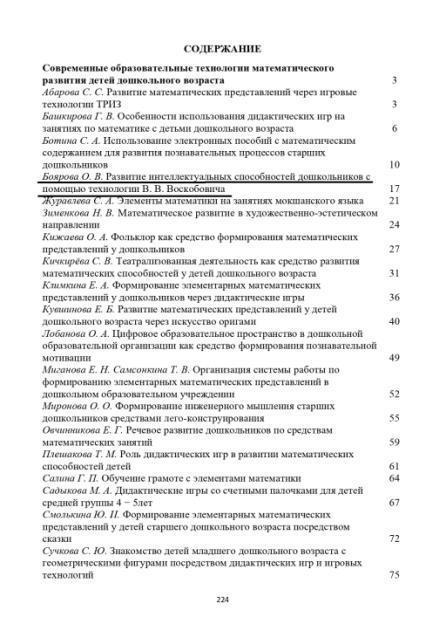 СОДЕРЖАНИЕ
Современные образовательные технологии математического
развития детей дошкольного возраста 3
Абарова С. С. Развитие математических представлений через игровые
технологии ТРИЗ 3
Башкирова Г. В. Особенности использования дидактических игр на
занятиях по математике с детьми дошкольного возраста 6
Ботина С. А. Использование электронных пособий с математическим
содержанием для развития познавательных процессов старших
дошкольников 10
Боярова О. В. Развитие интеллектуальных способностей дошкольников с
помощью технологии В. В. Воскобовича 17
Журавлева С. А. Элементы математики на занятиях мокшанского языка 21
Зименкова Н. В. Математическое развитие в художественно-эстетическом
направлении 24
Кижаева О. А. Фольклор как средство формирования математических
представлений у дошкольников 27
Кичкирёва С. В. Театрализованная деятельность как средство развития
математических способностей у детей дошкольного возраста 31
Климкина Е. А. Формирование элементарных математических
представлений у дошкольников через дидактические игры 36
Кувшинова Е. Б. Развитие математических представлений у детей
дошкольного возраста через искусство оригами 40
Лобанова О. А. Цифровое образовательное пространство в дошкольной
образовательной организации как средство формирования познавательной
мотивации 49
Миганова Е. Н. Самсонкина Т. В. Организация системы работы по
формированию элементарных математических представлений в
дошкольном образовательном учреждении 52
Миронова О. О. Формирование инженерного мышления старших
дошкольников средствами лего-конструирования 55
Овчинникова Е. Г. Речевое развитие дошкольников по средствам
математических занятий 59
Плешакова Т. М. Роль дидактических игр в развитии математических
способностей детей 61
Салина Г. П. Обучение грамоте с элементами математики 64
Садыкова М. А. Дидактические игры со счетными палочками для детей
средней группы 4 − 5лет 67
Смолькина Ю. П. Формирование элементарных математических
представлений у детей старшего дошкольного возраста посредством
сказки 72
Сучкова С. Ю. Знакомство детей младшего дошкольного возраста с
геометрическими фигурами посредством дидактических игр и игровых
технологий 75
224